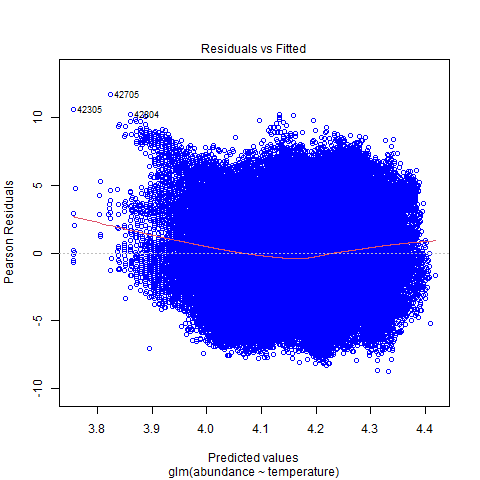 Residuals vs Fitted
42705
42305
42604
Pearson Residuals
10
5
0
-5
-10
3.8 3.9 4.0 4.1 4.2 4.3 4.4
Predicted values
glm(abundance ~ temperature)